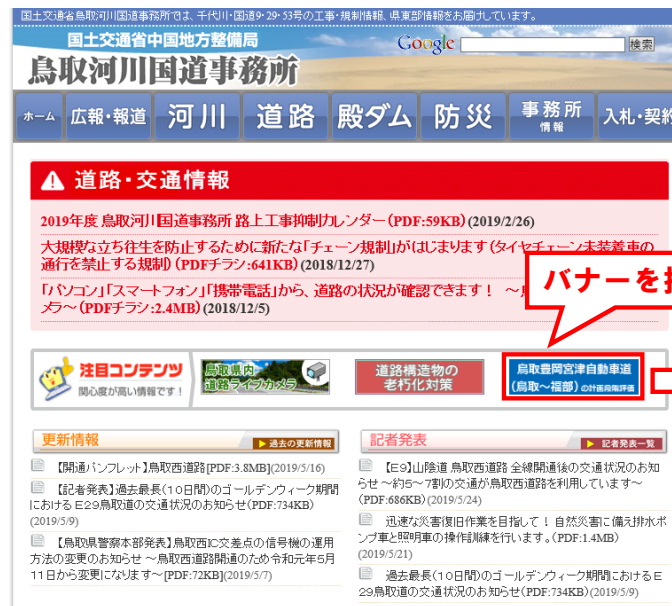 国土交通省鳥取河川国道事務所では、千代川・国道9・29・53号の工事・規制情報、県東部情報をお届けしています。
国土交通省中国地方整備局
Google
検索
鳥取河川国道事務所
ホーム 広報・報道 河川 道路 殿ダム 防災 事務所情報 入札・契約
道路・交通情報
2019年度 鳥取河川国道事務所 路上工事抑制カレンダー(PDF:59KB)(2019/2/26)
大規模な立ち往生を防止するために新たな「チェーン規制」がはじまります(タイヤチェーン未装着車の
通行を禁止する規制)(PDFチラシ:641KB)(2018/12/27)
「パソコン」「スマートフォン」「携帯電話」から、道路の状況が確認できます! ~
メラ~(PDFチラシ:2.4MB)(2018/12/5)
バナーを
注目コンテンツ
関心度が高い情報です!
鳥取県内
道路ライブカメラ
道路構造物の
老朽化対策
鳥取豊岡宮津自動車道
(鳥取~福部)の計画段階評価
更新情報
過去の更新情報
【開通パンフレット】鳥取西道路[PDF:3.8MB](2019/5/16)
【記者発表】過去最長(10日間)のゴールデンウィーク期間
における E29鳥取道の交通状況のお知らせ(PDF:734KB)
(2019/5/9)
【鳥取県警察本部発表】鳥取西IC交差点の信号機の運用
方法の変更のお知らせ ~鳥取西道路開通のため令和元年5月
11日から変更になります~[PDF:72KB](2019/5/7)
記者発表
記者発表一覧
【E9】山陰道 鳥取西道路 全線開通後の交通状況のお知
らせ ~約5~7割の交通が鳥取西道路を利用しています~
(PDF:686KB)(2019/5/24)
迅速な災害復旧作業を目指して! 自然災害に備え排水ポ
ンプ車と照明車の操作訓練を行います。(PDF:1.4MB)
(2019/5/21)
過去最長(10日間)のゴールデンウィーク期間における E
29鳥取道の交通状況のお知らせ(PDF:734KB)(2019/5/9)